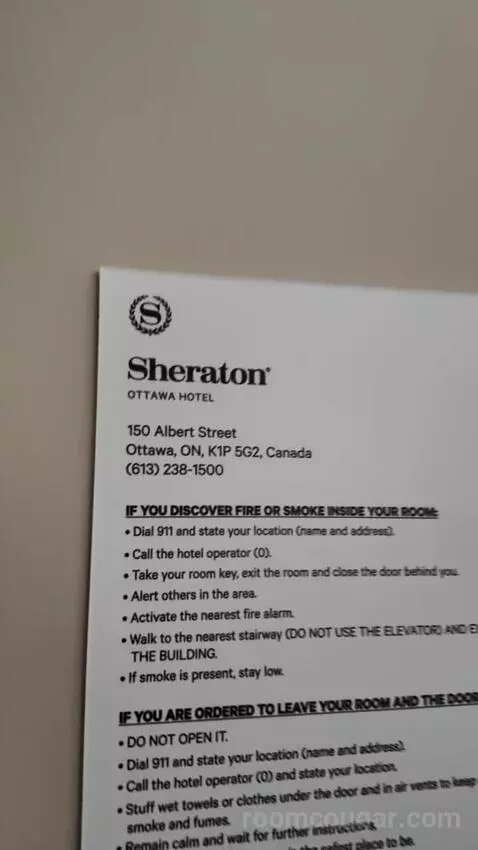 S
Sheraton®
OTTAWA HOTEL
150 Albert Street
Ottawa, ON, K1P 5G2, Canada
(613) 238-1500
IF YOU DISCOVER FIRE OR SMOKE INSIDE YOUR ROOM:
• Dial 911 and state your location (name and address).
• Call the hotel operator (0).
• Take your room key, exit the room and close the door behind you.
• Alert others in the area.
• Activate the nearest fire alarm.
• Walk to the nearest stairway (DO NOT USE THE ELEVATOR) AND
THE BUILDING.
• If smoke is present, stay low.
IF YOU ARE ORDERED TO LEAVE YOUR ROOM AND THE DOOR
• DO NOT OPEN IT.
• Dial 911 and state your location (name and address).
• Call the hotel operator (0) and state your location.
• Stuff wet towels or clothes under the door and in air vents to keep
smoke and fumes.
• Remain calm and wait for further instructions.
safest place to be.
roomcougar.com